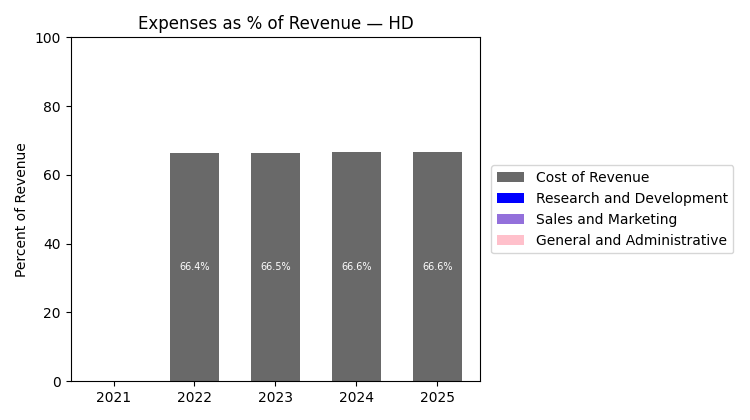 Expenses as % of Revenue — HD
Percent of Revenue
100
80
60
40
20
0
66.4%
66.5%
66.6%
66.6%
2021
2022
2023
2024
2025
Cost of Revenue
Research and Development
Sales and Marketing
General and Administrative